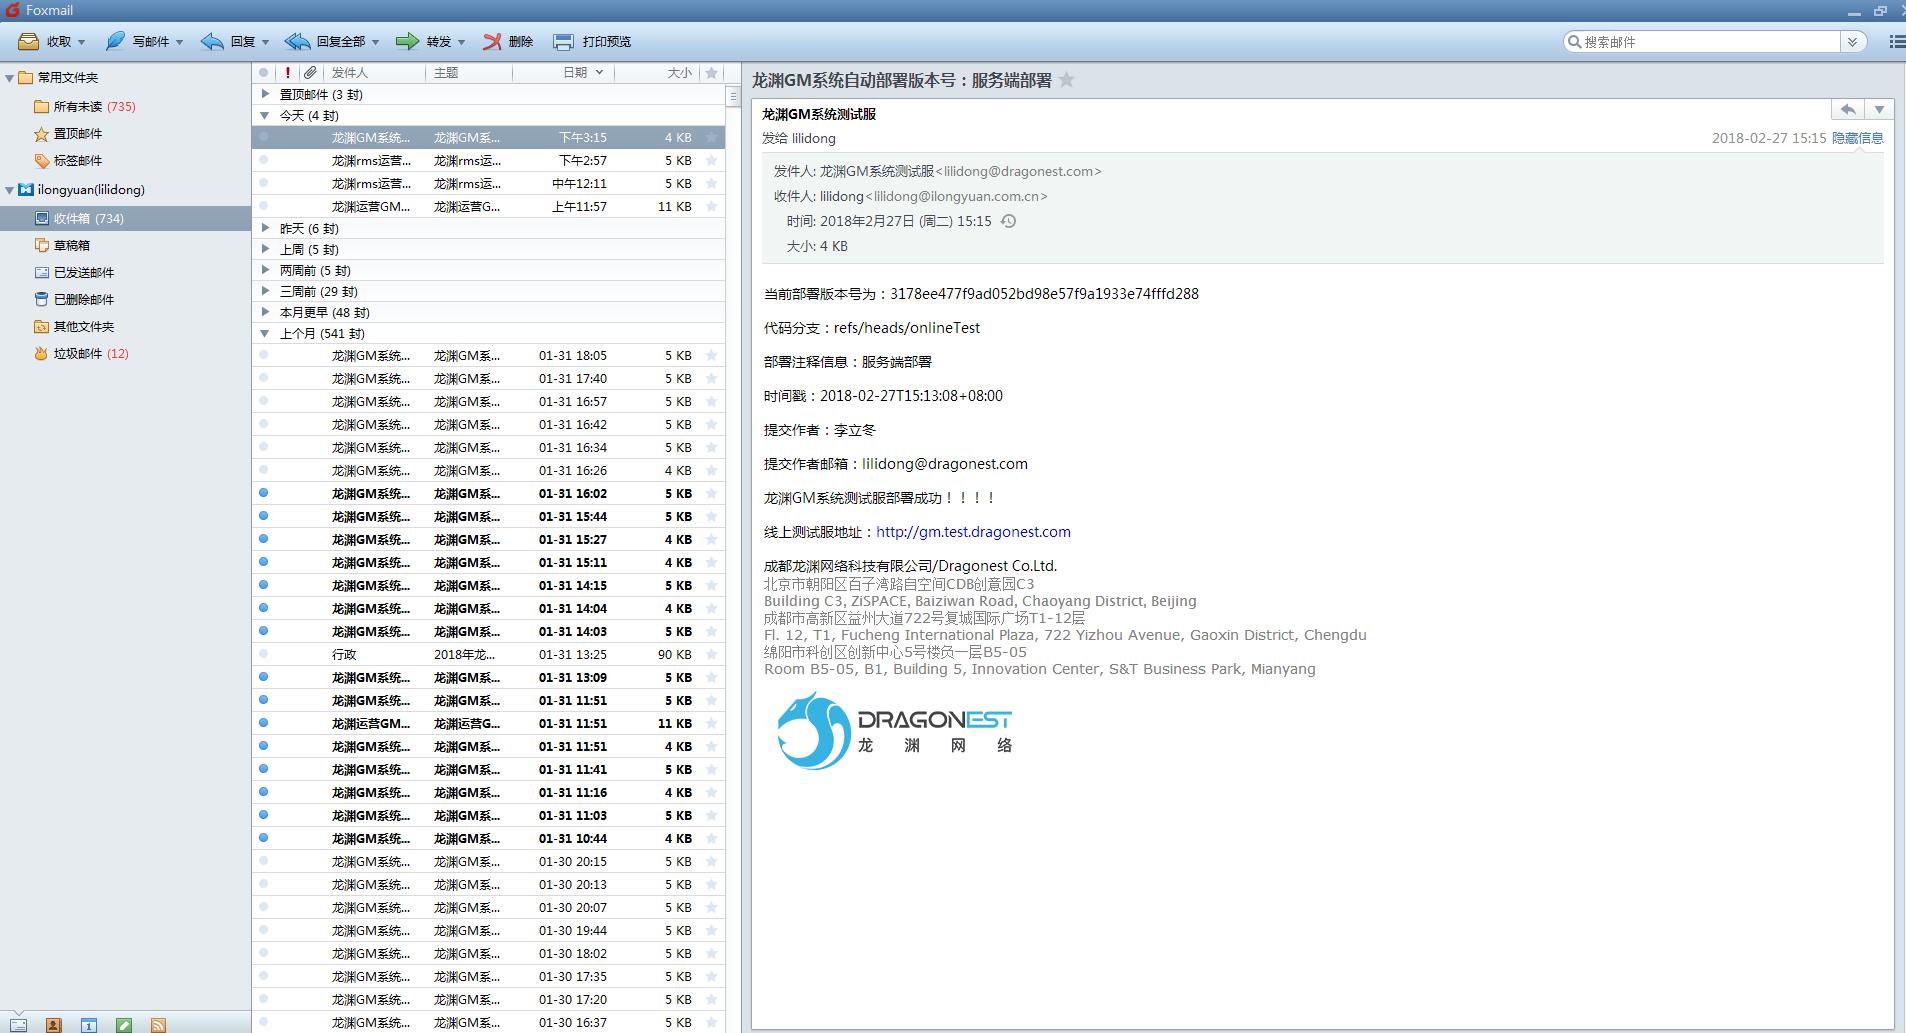 Foxmail
收取 写邮件 回复 回复全部 转发 删除 打印预览 搜索邮件
常用文件夹
所有未读 (735)
置顶邮件
标签邮件
ilongyuan(lilidong)
收件箱 (734)
草稿箱
已发送邮件
已删除邮件
其他文件夹
垃圾邮件 (12)
! 发件人 主题 日期 大小
置顶邮件 (3 封)
今天 (4 封)
龙渊GM系统... 龙渊GM系... 下午3:15 4 KB
龙渊rms运营... 龙渊rms运... 下午2:57 5 KB
龙渊rms运营... 龙渊rms运... 中午12:11 5 KB
龙渊运营GM... 龙渊运营G... 上午11:57 11 KB
昨天 (6 封)
上周 (5 封)
两周前 (5 封)
三周前 (29 封)
本月更早 (48 封)
上个月 (541 封)
龙渊GM系统... 龙渊GM系... 01-31 18:05 5 KB
龙渊GM系统... 龙渊GM系... 01-31 17:40 5 KB
龙渊GM系统... 龙渊GM系... 01-31 16:57 5 KB
龙渊GM系统... 龙渊GM系... 01-31 16:42 5 KB
龙渊GM系统... 龙渊GM系... 01-31 16:34 5 KB
龙渊GM系统... 龙渊GM系... 01-31 16:26 4 KB
龙渊GM系统... 龙渊GM系... 01-31 16:02 5 KB
龙渊GM系统... 龙渊GM系... 01-31 15:44 5 KB
龙渊GM系统... 龙渊GM系... 01-31 15:27 4 KB
龙渊GM系统... 龙渊GM系... 01-31 15:11 4 KB
龙渊GM系统... 龙渊GM系... 01-31 14:15 5 KB
龙渊GM系统... 龙渊GM系... 01-31 14:04 4 KB
龙渊GM系统... 龙渊GM系... 01-31 14:03 5 KB
行政 2018年龙... 01-31 13:25 90 KB
龙渊GM系统... 龙渊GM系... 01-31 13:09 5 KB
龙渊GM系统... 龙渊GM系... 01-31 11:51 5 KB
龙渊运营GM... 龙渊运营G... 01-31 11:51 11 KB
龙渊GM系统... 龙渊GM系... 01-31 11:51 4 KB
龙渊GM系统... 龙渊GM系... 01-31 11:41 5 KB
龙渊GM系统... 龙渊GM系... 01-31 11:16 4 KB
龙渊GM系统... 龙渊GM系... 01-31 11:03 5 KB
龙渊GM系统... 龙渊GM系... 01-31 10:44 4 KB
龙渊GM系统... 龙渊GM系... 01-30 20:15 5 KB
龙渊GM系统... 龙渊GM系... 01-30 20:13 5 KB
龙渊GM系统... 龙渊GM系... 01-30 20:07 5 KB
龙渊GM系统... 龙渊GM系... 01-30 19:44 5 KB
龙渊GM系统... 龙渊GM系... 01-30 18:02 5 KB
龙渊GM系统... 龙渊GM系... 01-30 17:35 5 KB
龙渊GM系统... 龙渊GM系... 01-30 17:20 5 KB
龙渊GM系统... 龙渊GM系... 01-30 16:37 5 KB
龙渊GM系统自动部署版本号：服务端部署
龙渊GM系统测试服
发给 lilidong 2018-02-27 15:15 隐藏信息
发件人: 龙渊GM系统测试服<lilidong@dragonest.com>
收件人: lilidong<lilidong@ilongyuan.com.cn>
时间: 2018年2月27日 (周二) 15:15
大小: 4 KB
当前部署版本号为：3178ee477f9ad052bd98e57f9a1933e74fffd288
代码分支：refs/heads/onlineTest
部署注释信息：服务端部署
时间戳：2018-02-27T15:13:08+08:00
提交作者：李立冬
提交作者邮箱：lilidong@dragonest.com
龙渊GM系统测试服部署成功！！！！
线上测试服地址：http://gm.test.dragonest.com
成都龙渊网络科技有限公司/Dragonest Co.Ltd.
北京市朝阳区百子湾路自空间CDB创意园C3
Building C3, ZiSPACE, Baiziwan Road, Chaoyang District, Beijing
成都市高新区益州大道722号复城国际广场T1-12层
Fl. 12, T1, Fucheng International Plaza, 722 Yizhou Avenue, Gaoxin District, Chengdu
绵阳市科创区创新中心5号楼负一层B5-05
Room B5-05, B1, Building 5, Innovation Center, S&T Business Park, Mianyang
DRAGONEST
龙渊网络